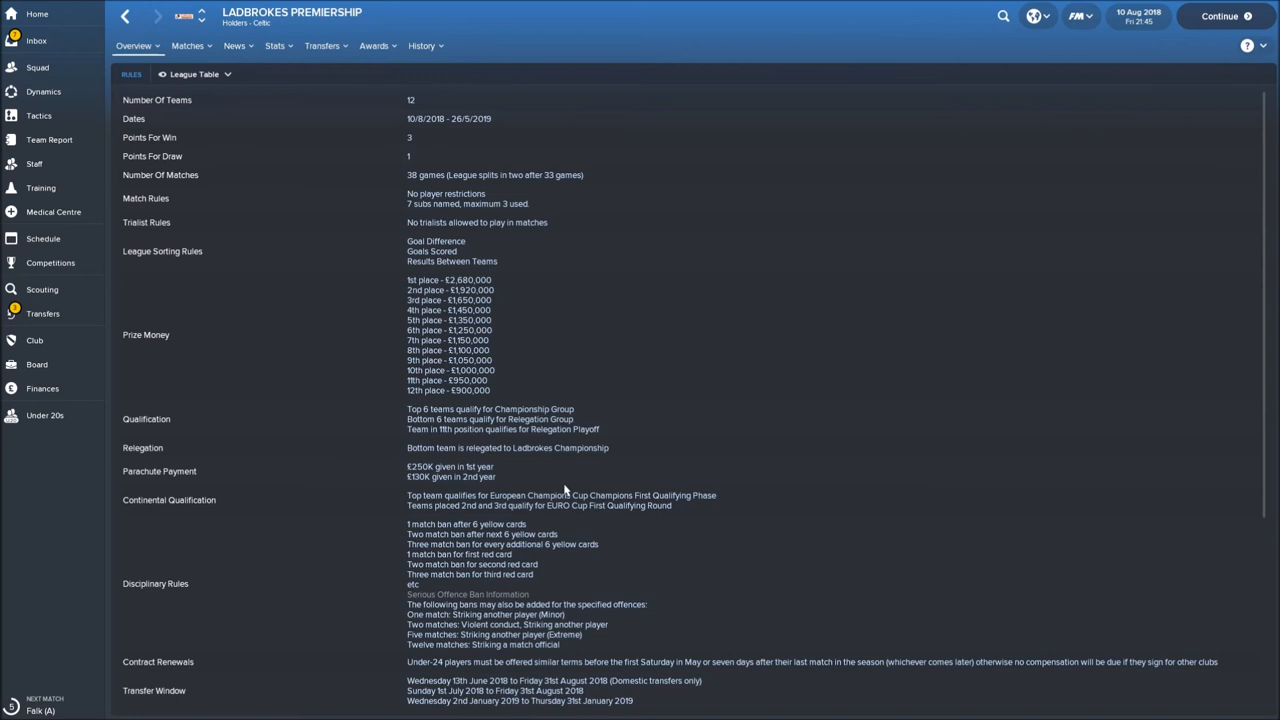 Home
7
Inbox
Squad
Dynamics
Tactics
Team Report
Staff
Training
Medical Centre
Schedule
Competitions
Scouting
3
Transfers
Club
Board
£
Finances
Under 20s
5
NEXT MATCH
Falk (A)
LADBROKES PREMIERSHIP
Holders - Celtic
FM
10 Aug 2018
Fri 21:45
Continue
Overview
Matches
News
Stats
Transfers
Awards
History
?
RULES
League Table
Number Of Teams
12
Dates
10/8/2018 - 26/5/2019
Points For Win
3
Points For Draw
1
Number Of Matches
38 games (League splits in two after 33 games)
Match Rules
No player restrictions
7 subs named, maximum 3 used.
Trialist Rules
No trialists allowed to play in matches
League Sorting Rules
Goal Difference
Goals Scored
Results Between Teams
Prize Money
1st place - £2,680,000
2nd place - £1,920,000
3rd place - £1,650,000
4th place - £1,450,000
5th place - £1,350,000
6th place - £1,250,000
7th place - £1,150,000
8th place - £1,100,000
9th place - £1,050,000
10th place - £1,000,000
11th place - £950,000
12th place - £900,000
Qualification
Top 6 teams qualify for Championship Group
Bottom 6 teams qualify for Relegation Group
Team in 11th position qualifies for Relegation Playoff
Relegation
Bottom team is relegated to Ladbrokes Championship
Parachute Payment
£250K given in 1st year
£130K given in 2nd year
Continental Qualification
Top team qualifies for European Champions Cup Champions First Qualifying Phase
Teams placed 2nd and 3rd qualify for EURO Cup First Qualifying Round
Disciplinary Rules
1 match ban after 6 yellow cards
Two match ban after next 6 yellow cards
Three match ban for every additional 6 yellow cards
1 match ban for first red card
Two match ban for second red card
Three match ban for third red card
etc
Serious Offence Ban Information
The following bans may also be added for the specified offences:
One match: Striking another player (Minor)
Two matches: Violent conduct, Striking another player
Five matches: Striking another player (Extreme)
Twelve matches: Striking a match official
Contract Renewals
Under-24 players must be offered similar terms before the first Saturday in May or seven days after their last match in the season (whichever comes later) otherwise no compensation will be due if they sign for other clubs
Transfer Window
Wednesday 13th June 2018 to Friday 31st August 2018 (Domestic transfers only)
Sunday 1st July 2018 to Friday 31st August 2018
Wednesday 2nd January 2019 to Thursday 31st January 2019